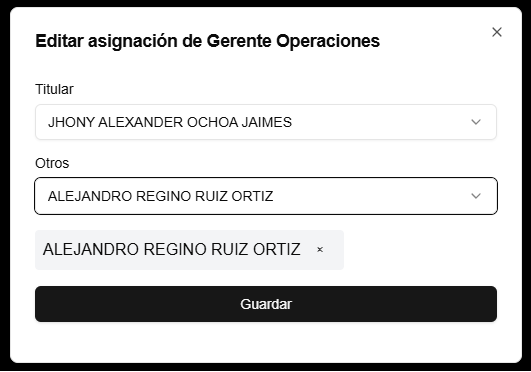 Editar asignación de Gerente Operaciones
Titular
JHONY ALEXANDER OCHOA JAIMES
Otros
ALEJANDRO REGINO RUIZ ORTIZ
ALEJANDRO REGINO RUIZ ORTIZ ×
Guardar